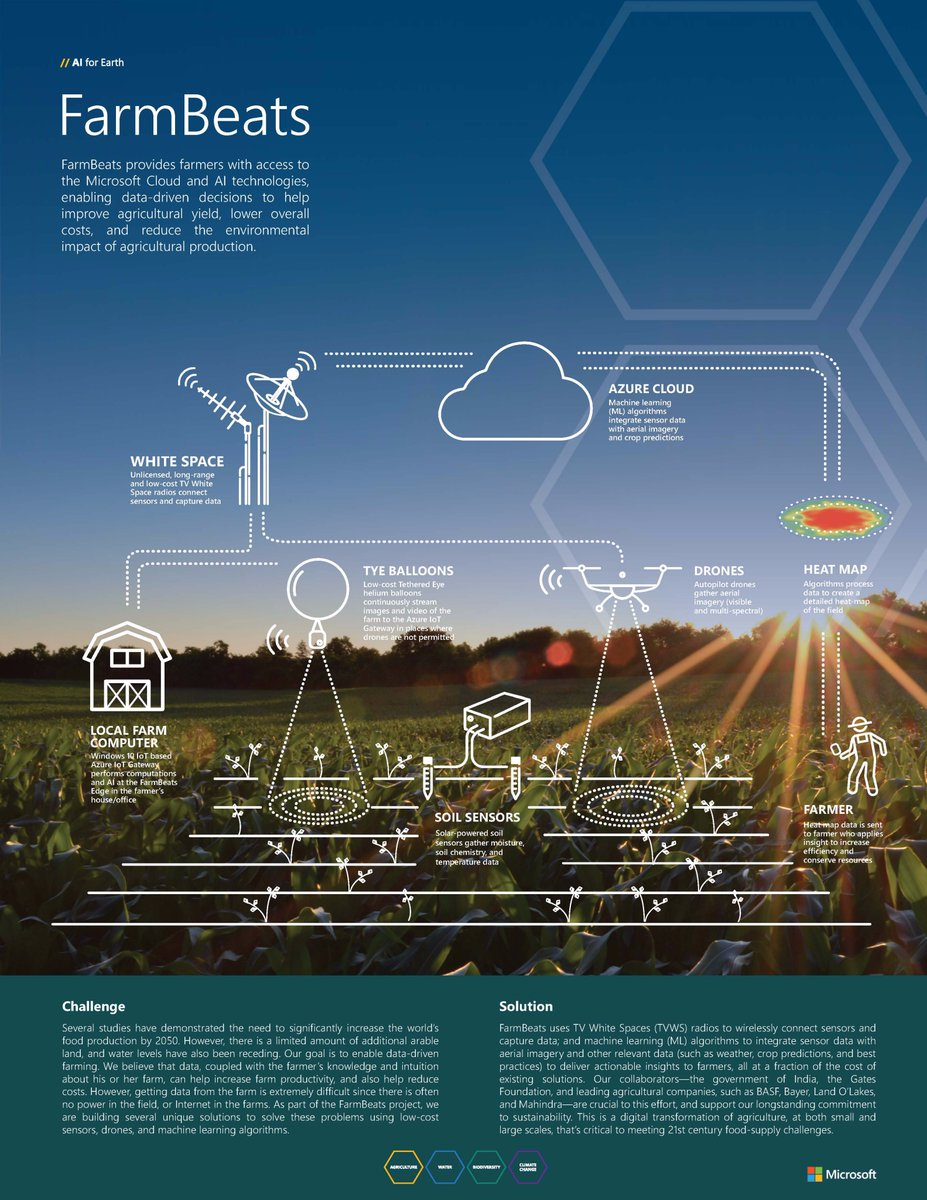 // AI for Earth
FarmBeats
FarmBeats provides farmers with access to
the Microsoft Cloud and AI technologies,
enabling data-driven decisions to help
improve agricultural yield, lower overall
costs, and reduce the environmental
impact of agricultural production.
AZURE CLOUD
Machine learning
(ML) algorithms
integrate sensor data
with aerial imagery
and crop predictions
WHITE SPACE
Unlicensed, long-range
and low-cost TV White
Space radios connect
sensors and capture data
TYE BALLOONS
Low-cost Tethered Eye
helium balloons
continuously stream
images and video of the
farm to the Azure IoT
Gateway in places where
drones are not permitted
DRONES
Autopilot drones
gather aerial
imagery (visible
and multi-spectral)
HEAT MAP
Algorithms process
data to create a
detailed heat-map
of the field
LOCAL FARM
COMPUTER
Windows 10 IoT based
Azure IoT Gateway
performs computations
and AI at the FarmBeats
Edge in the farmer's
house/office
SOIL SENSORS
Solar-powered soil
sensors gather moisture,
soil chemistry, and
temperature data
FARMER
Heat map data is sent
to farmer who applies
insight to increase
efficiency and
conserve resources
Challenge
Several studies have demonstrated the need to significantly increase the world's
food production by 2050. However, there is a limited amount of additional arable
land, and water levels have also been receding. Our goal is to enable data-driven
farming. We believe that data, coupled with the farmer's knowledge and intuition
about his or her farm, can help increase farm productivity, and also help reduce
costs. However, getting data from the farm is extremely difficult since there is often
no power in the field, or Internet in the farms. As part of the FarmBeats project, we
are building several unique solutions to solve these problems using low-cost
sensors, drones, and machine learning algorithms.
Solution
FarmBeats uses TV White Spaces (TVWS) radios to wirelessly connect sensors and
capture data; and machine learning (ML) algorithms to integrate sensor data with
aerial imagery and other relevant data (such as weather, crop predictions, and best
practices) to deliver actionable insights to farmers, all at a fraction of the cost of
existing solutions. Our collaborators—the government of India, the Gates
Foundation, and leading agricultural companies, such as BASF, Bayer, Land O'Lakes,
and Mahindra—are crucial to this effort, and support our longstanding commitment
to sustainability. This is a digital transformation of agriculture, at both small and
large scales, that's critical to meeting 21st century food-supply challenges.
AGRICULTURE
WATER
BIODIVERSITY
CLIMATE
CHANGE
Microsoft